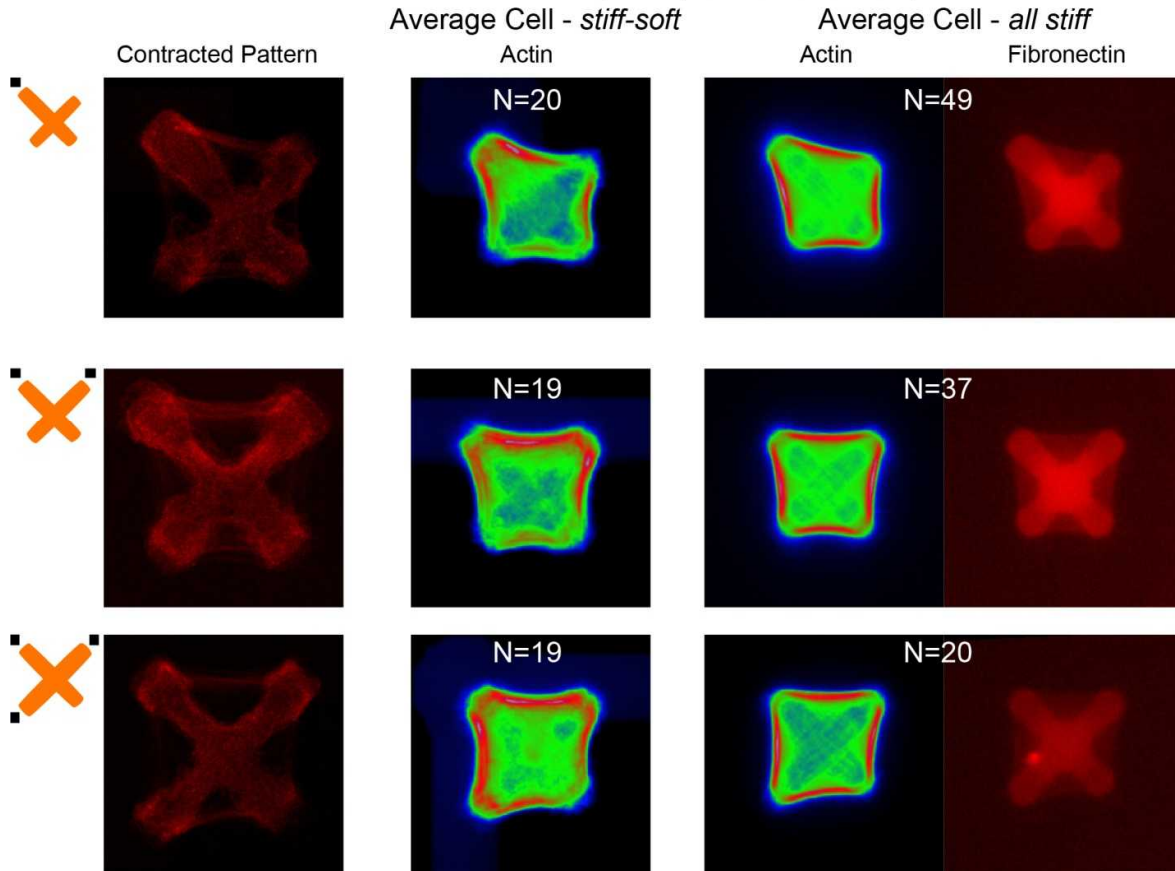 Average Cell - stiff-soft
Average Cell - all stiff
Contracted Pattern
Actin
Actin
Fibronectin
N=20
N=49
N=19
N=37
N=19
N=20